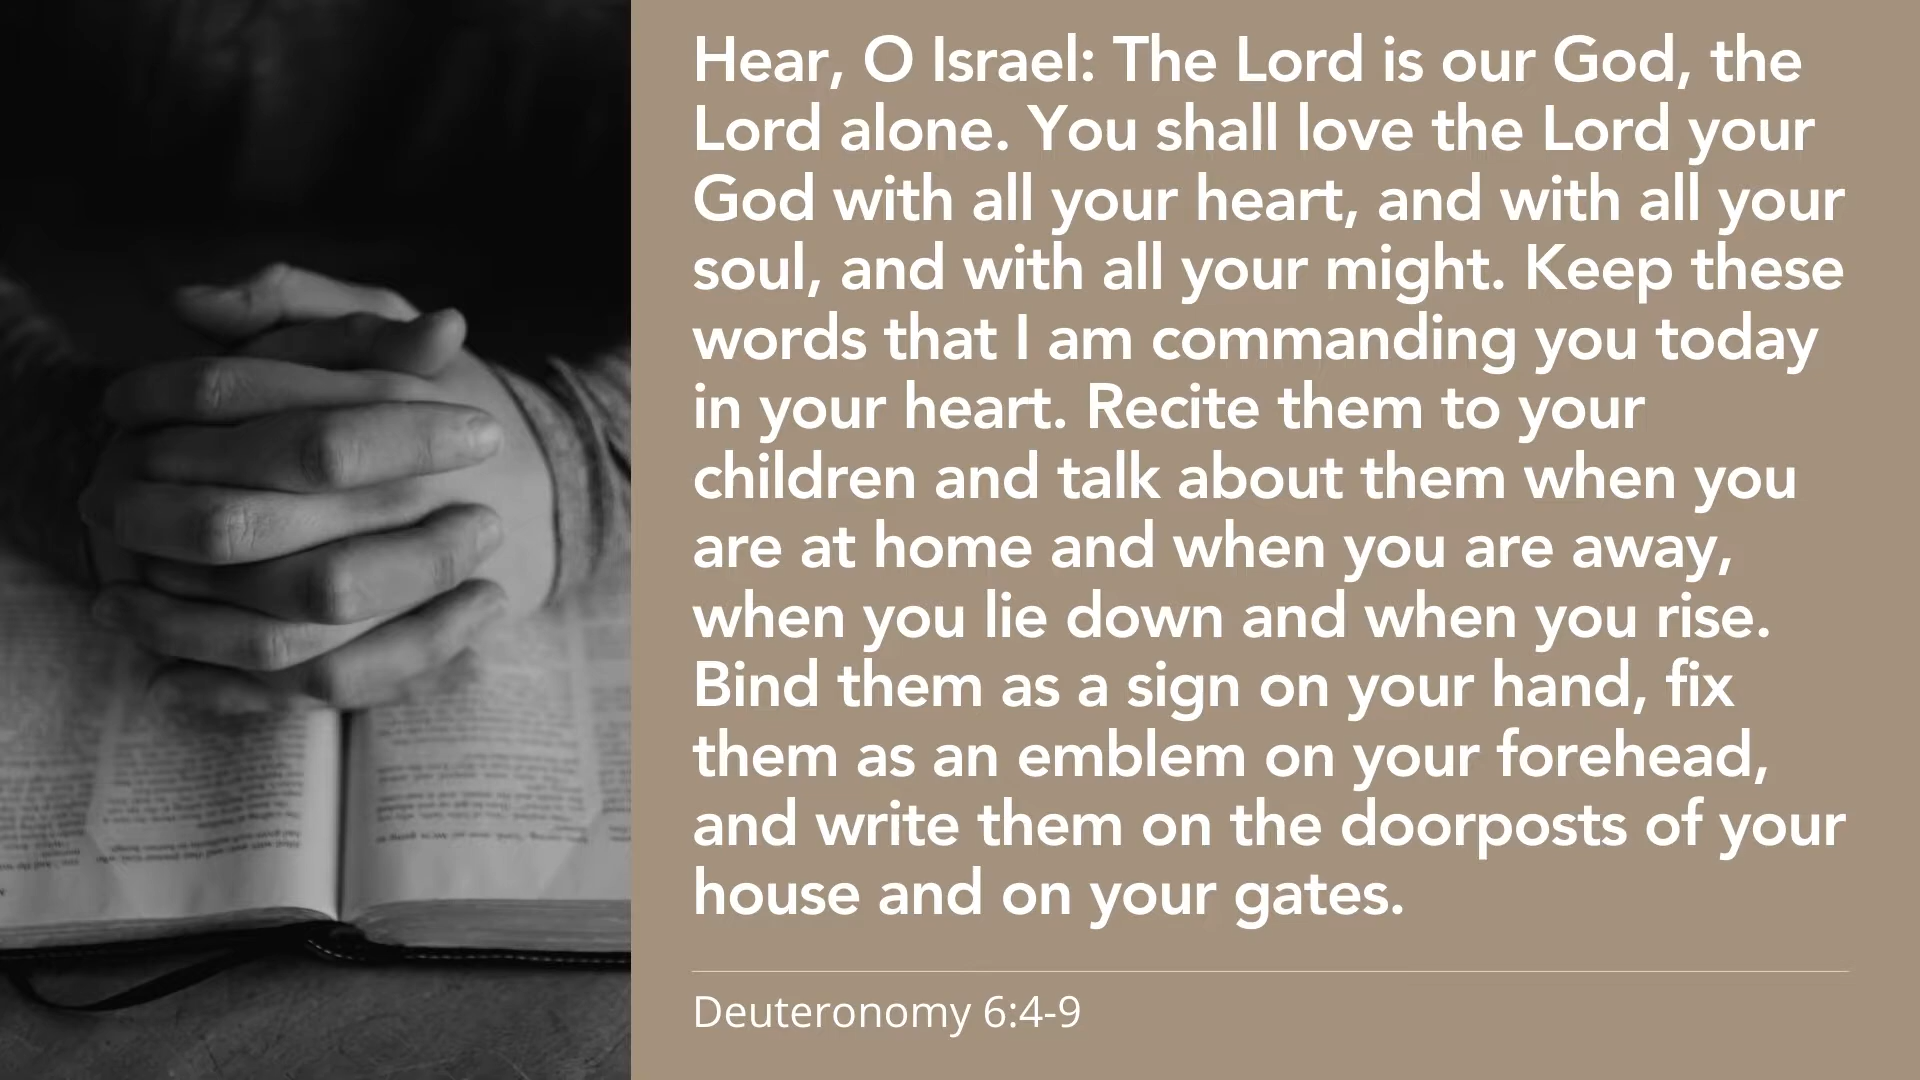 Hear, O Israel: The Lord is our God, the
Lord alone. You shall love the Lord your
God with all your heart, and with all your
soul, and with all your might. Keep these
words that I am commanding you today
in your heart. Recite them to your
children and talk about them when you
are at home and when you are away,
when you lie down and when you rise.
Bind them as a sign on your hand, fix
them as an emblem on your forehead,
and write them on the doorposts of your
house and on your gates.
Deuteronomy 6:4-9